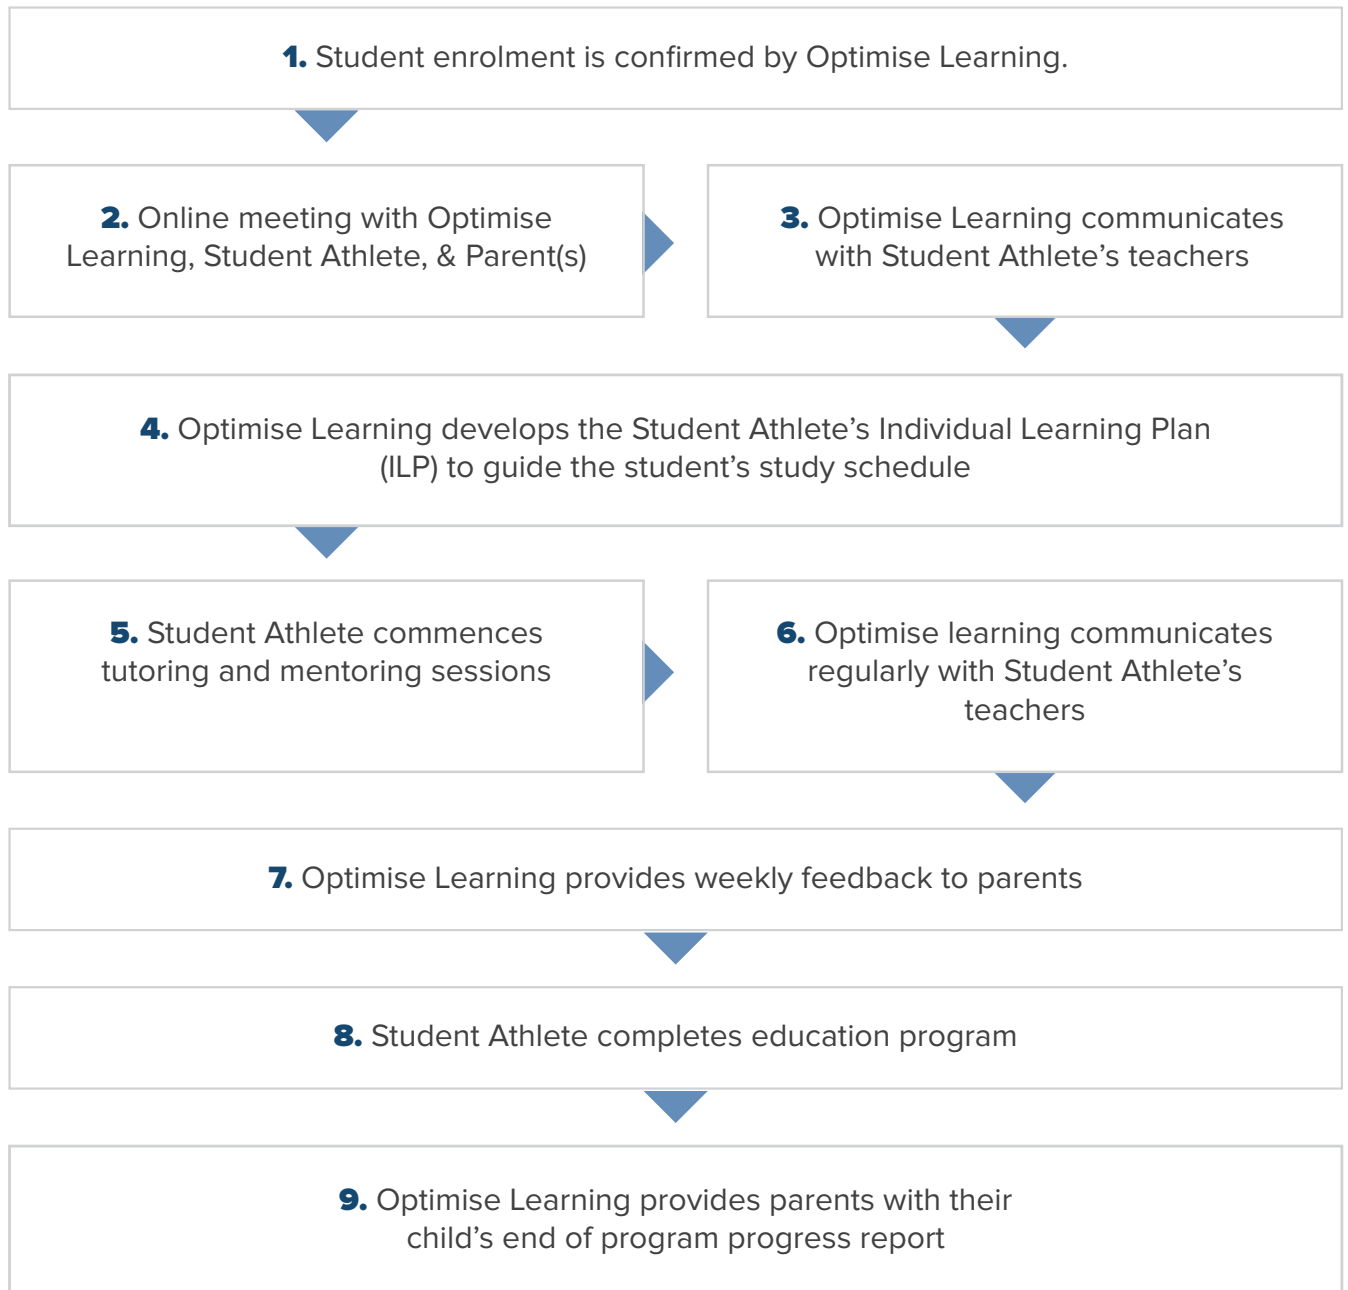 1. Student enrolment is confirmed by Optimise Learning.
2. Online meeting with Optimise
Learning, Student Athlete, & Parent(s)
3. Optimise Learning communicates
with Student Athlete’s teachers
4. Optimise Learning develops the Student Athlete’s Individual Learning Plan
(ILP) to guide the student’s study schedule
5. Student Athlete commences
tutoring and mentoring sessions
6. Optimise learning communicates
regularly with Student Athlete’s
teachers
7. Optimise Learning provides weekly feedback to parents
8. Student Athlete completes education program
9. Optimise Learning provides parents with their
child’s end of program progress report